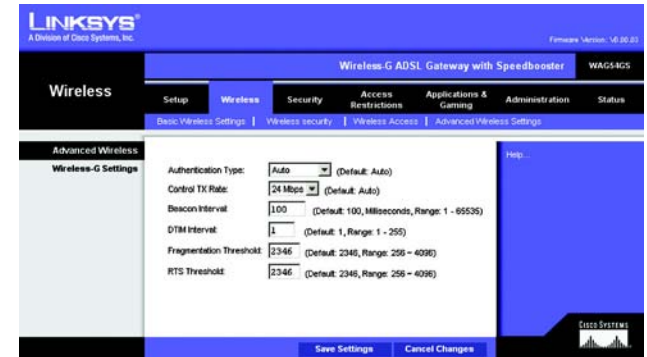 LINKSYS®
A Division of Cisco Systems, Inc.
Firmware Version: V1.00.03
Wireless-G ADSL Gateway with Speedbooster WAG54GS
Wireless
Setup Wireless Security Access Restrictions Applications & Gaming Administration Status
Basic Wireless Settings | Wireless security | Wireless Access | Advanced Wireless Settings
Advanced Wireless
Wireless-G Settings
Help...
Authentication Type: Auto (Default: Auto)
Control TX Rate: 24 Mbps (Default: Auto)
Beacon Interval: 100 (Default: 100, Milliseconds, Range: 1 - 65535)
DTIM Interval: 1 (Default: 1, Range: 1 - 255)
Fragmentation Threshold: 2346 (Default: 2346, Range: 256 ~ 4096)
RTS Threshold: 2346 (Default: 2346, Range: 256 ~ 4096)
Save Settings Cancel Changes
CISCO SYSTEMS